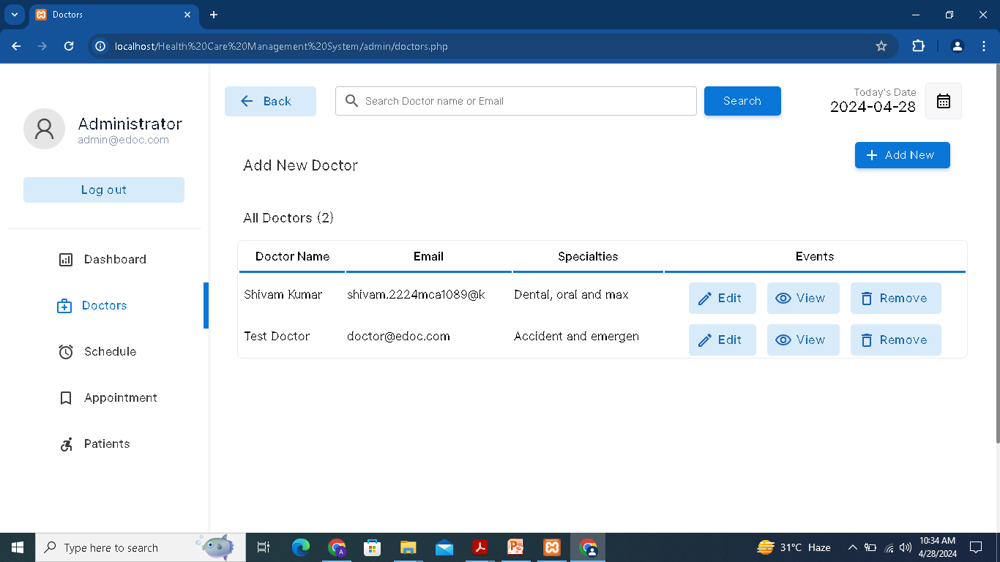 Doctors
localhost/Health%20Care%20Management%20System/admin/doctors.php
Administrator
admin@edoc.com
Log out
Dashboard
Doctors
Schedule
Appointment
Patients
Back
Search Doctor name or Email
Search
Today's Date
2024-04-28
Add New Doctor
Add New
All Doctors (2)
Doctor Name Email Specialties Events
Shivam Kumar shivam.2224mca1089@k Dental, oral and max Edit View Remove
Test Doctor doctor@edoc.com Accident and emergen Edit View Remove
Type here to search
A
31°C Haze
10:34 AM
4/28/2024